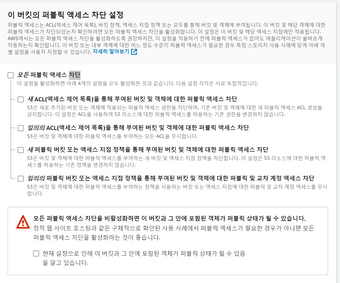 이 버킷의 퍼블릭 액세스 차단 설정
퍼블릭 액세스는 ACL(액세스 제어 목록), 버킷 정책, 액세스 지점 정책 또는 모두를 통해 버킷 및 객체에 부여됩니다. 이 버킷 및 해당 객체에 대한
퍼블릭 액세스가 차단되었는지 확인하려면 모든 퍼블릭 액세스 차단을 활성화합니다. 이 설정은 이 버킷 및 해당 액세스 지점에만 적용됩니다.
AWS에서는 모든 퍼블릭 액세스 차단을 활성화하도록 권장하지만, 이 설정을 적용하기 전에 퍼블릭 액세스가 없어도 애플리케이션이 올바르게
작동하는지 확인합니다. 이 버킷 또는 내부 객체에 대한 어느 정도 수준의 퍼블릭 액세스가 필요한 경우 특정 스토리지 사용 사례에 맞게 아래 개
별 설정을 사용자 지정할 수 있습니다. 자세히 알아보기
모든 퍼블릭 액세스 차단
이 설정을 활성화하면 아래 4개의 설정을 모두 활성화한 것과 같습니다. 다음 설정 각각은 서로 독립적입니다.
새 ACL(액세스 제어 목록)을 통해 부여된 버킷 및 객체에 대한 퍼블릭 액세스 차단
S3은 새로 추가된 버킷 또는 객체에 적용되는 퍼블릭 액세스 권한을 차단하며, 기존 버킷 및 객체에 대한 새 퍼블릭 액세스 ACL 생성을
금지합니다. 이 설정은 ACL을 사용하여 S3 리소스에 대한 퍼블릭 액세스를 허용하는 기존 권한을 변경하지 않습니다.
임의의 ACL(액세스 제어 목록)을 통해 부여된 버킷 및 객체에 대한 퍼블릭 액세스 차단
S3은 버킷 및 객체에 대한 퍼블릭 액세스를 부여하는 모든 ACL을 무시합니다.
새 퍼블릭 버킷 또는 액세스 지점 정책을 통해 부여된 버킷 및 객체에 대한 퍼블릭 액세스 차단
S3은 버킷 및 객체에 대한 퍼블릭 액세스를 부여하는 새 버킷 및 액세스 지점 정책을 차단합니다. 이 설정은 S3 리소스에 대한 퍼블릭 액
세스를 허용하는 기존 정책을 변경하지 않습니다.
임의의 퍼블릭 버킷 또는 액세스 지점 정책을 통해 부여된 버킷 및 객체에 대한 퍼블릭 및 교차 계정 액세스 차단
S3은 버킷 및 객체에 대한 퍼블릭 액세스를 부여하는 정책을 사용하는 버킷 또는 액세스 지점에 대한 퍼블릭 및 교차 계정 액세스를 무시
합니다.
모든 퍼블릭 액세스 차단을 비활성화하면 이 버킷과 그 안에 포함된 객체가 퍼블릭 상태가 될 수 있습니다.
정적 웹 사이트 호스팅과 같은 구체적으로 확인된 사용 사례에서 퍼블릭 액세스가 필요한 경우가 아니면 모든
퍼블릭 액세스 차단을 활성화하는 것이 좋습니다.
현재 설정으로 인해 이 버킷과 그 안에 포함된 객체가 퍼블릭 상태가 될 수 있음
을 알고 있습니다.